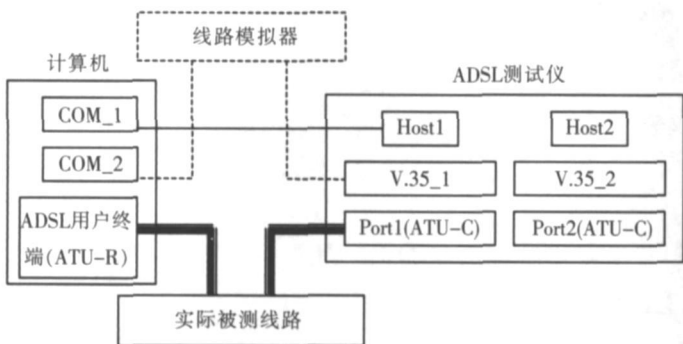 线路模拟器
计算机
ADSL测试仪
COM_1
Host1
Host2
COM_2
V.35_1
V.35_2
ADSL用户终
端(ATU-R)
Port1(ATU-C)
Port2(ATU-C)
实际被测线路